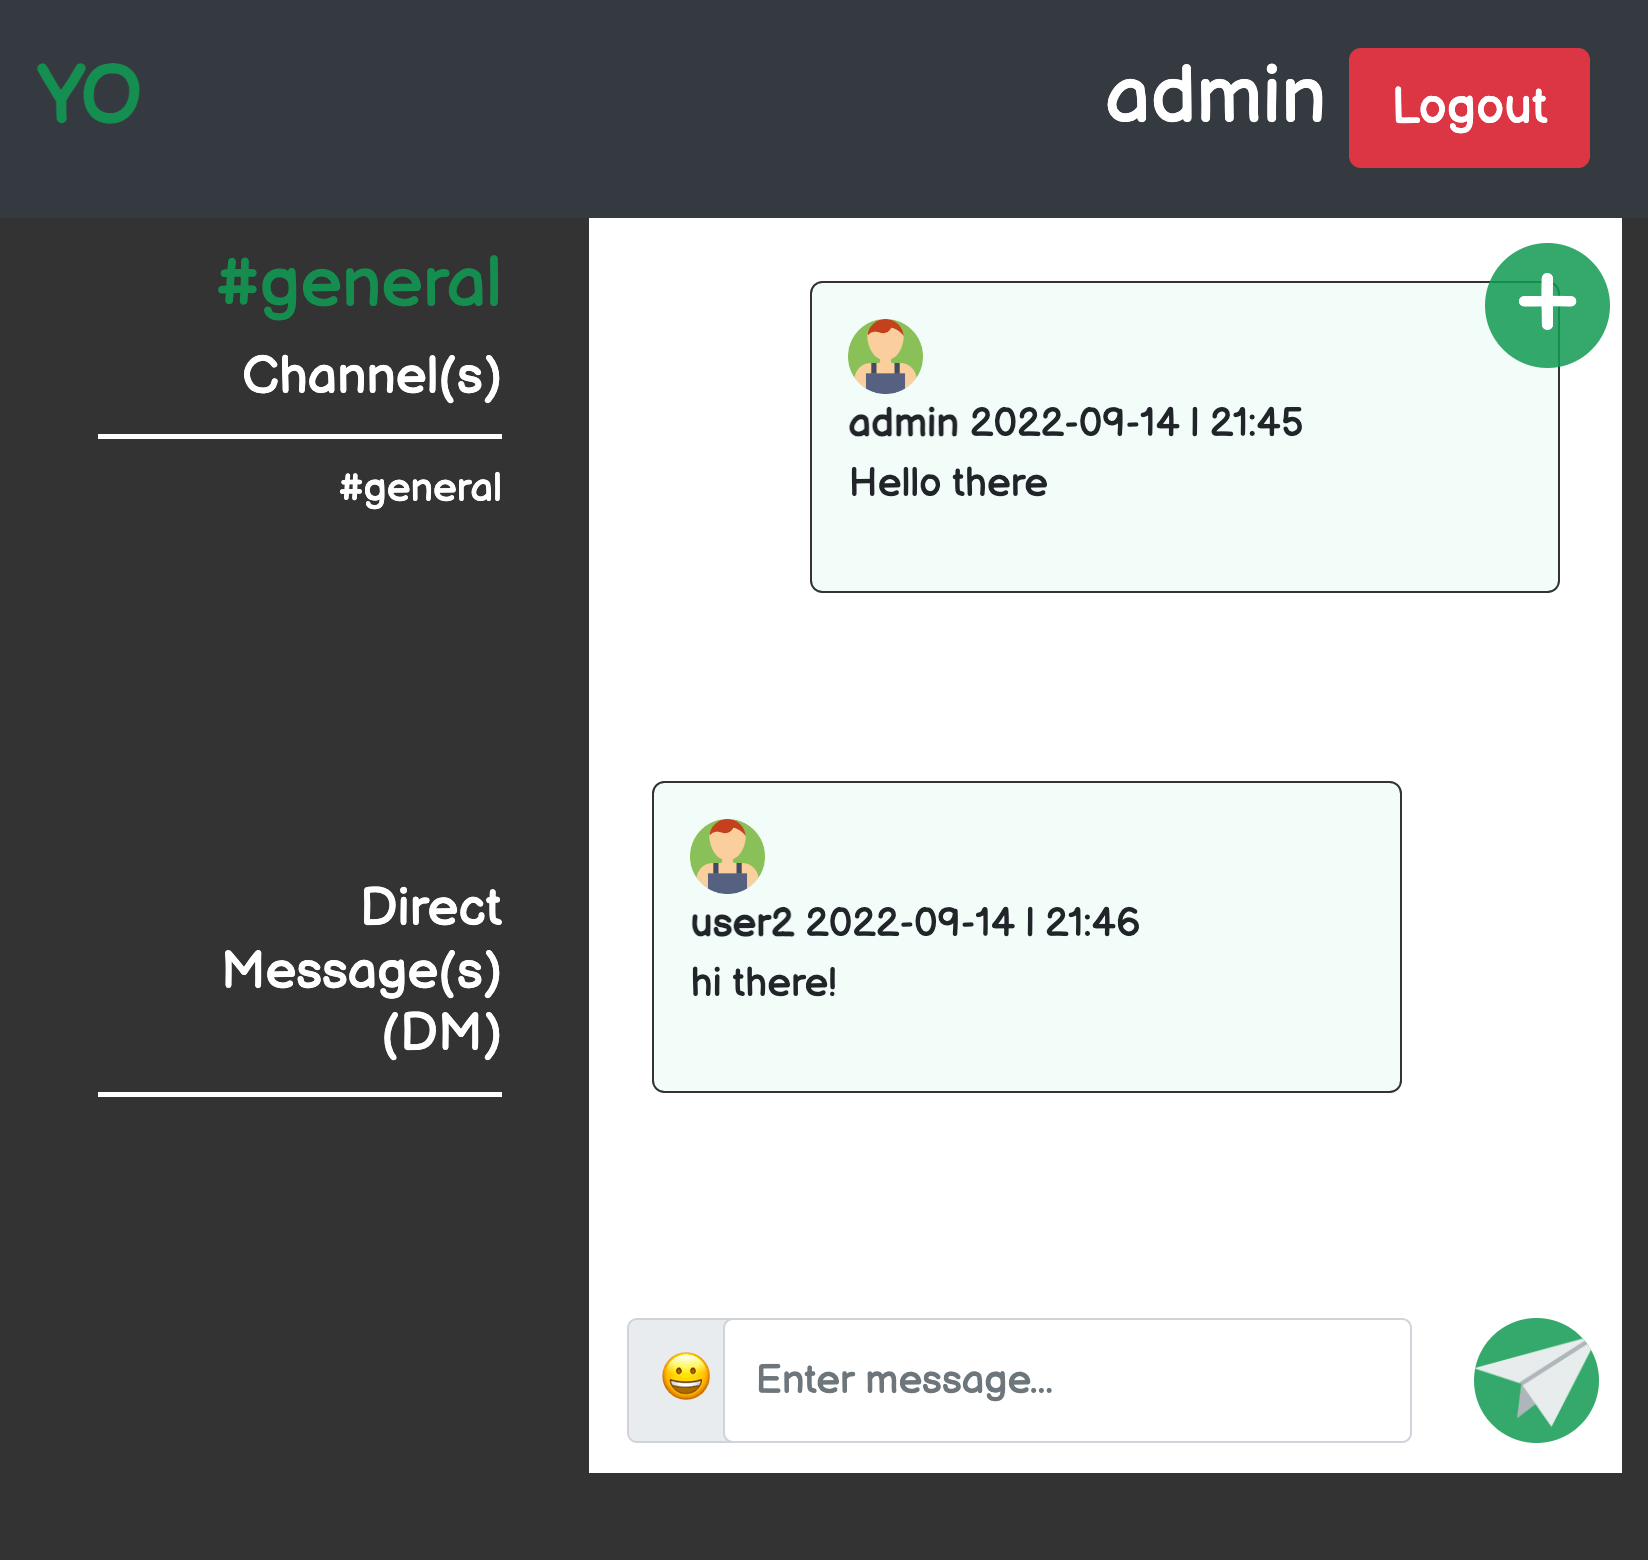 YO
admin
Logout
#general
Channel(s)
#general
Direct
Message(s)
(DM)
admin 2022-09-14 | 21:45
Hello there
user2 2022-09-14 | 21:46
hi there!
Enter message...